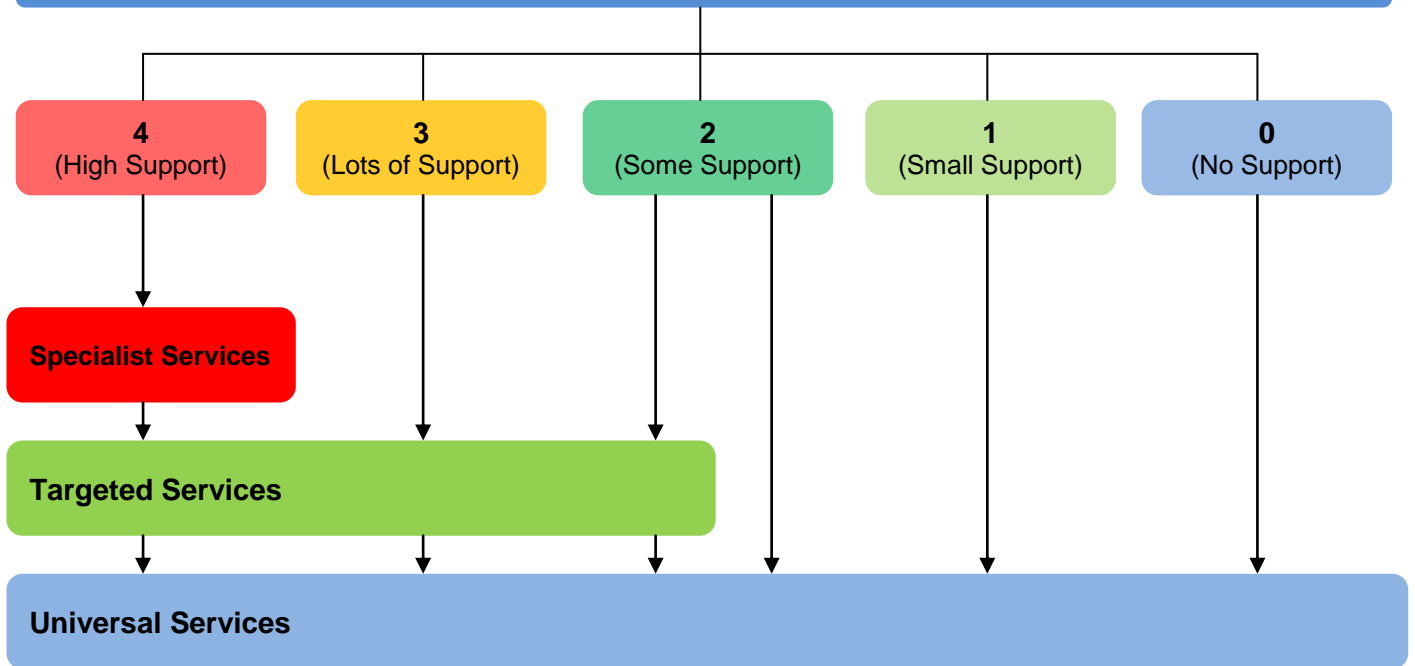 4
(High Support)
3
(Lots of Support)
2
(Some Support)
1
(Small Support)
0
(No Support)
Specialist Services
Targeted Services
Universal Services